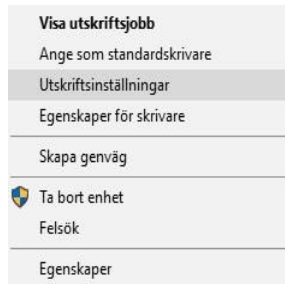 Visa utskriftsjobb
Ange som standardskrivare
Utskriftsinställningar
Egenskaper för skrivare
Skapa genväg
Ta bort enhet
Felsök
Egenskaper